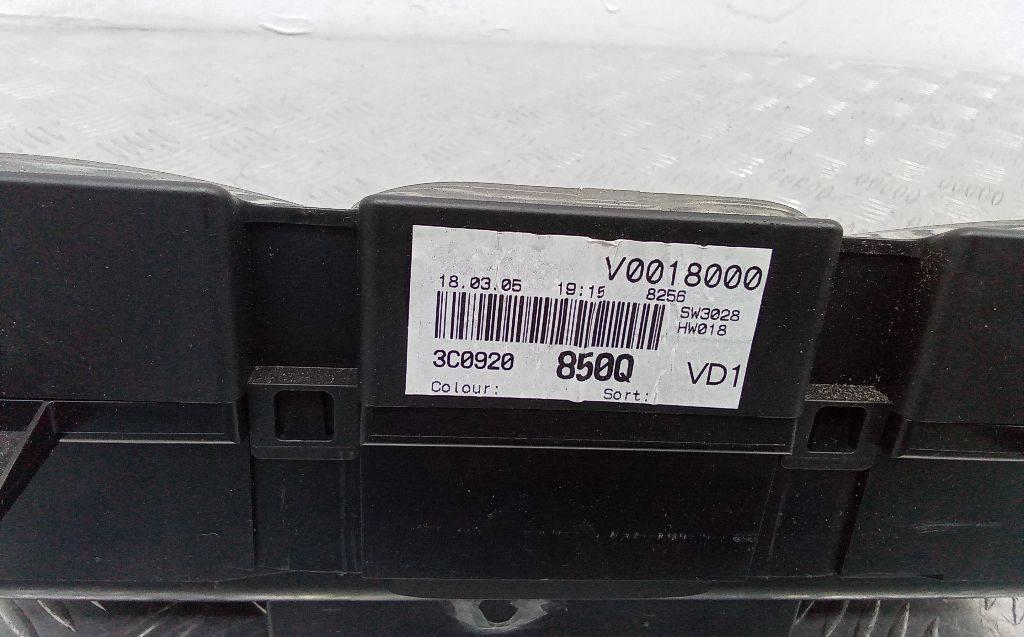 V0018000
18.03.05 19:15 8256
SW3028
HW018
3C0920 850Q VD1
Colour: Sort: